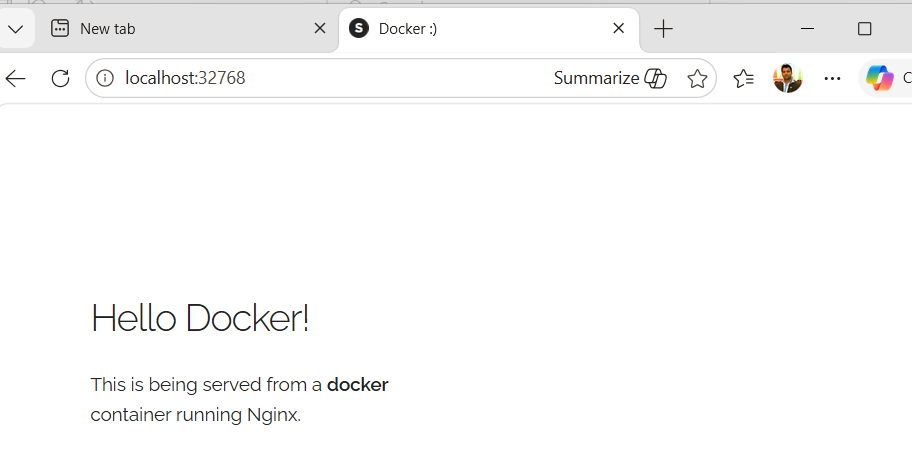 New tab
Docker :)
localhost:32768
Summarize
Hello Docker!
This is being served from a docker
container running Nginx.